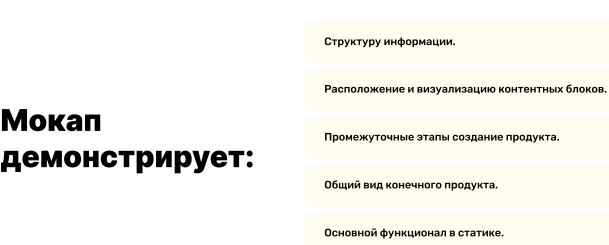 Мокап
демонстрирует:
Структуру информации.
Расположение и визуализацию контентных блоков.
Промежуточные этапы создание продукта.
Общий вид конечного продукта.
Основной функционал в статике.